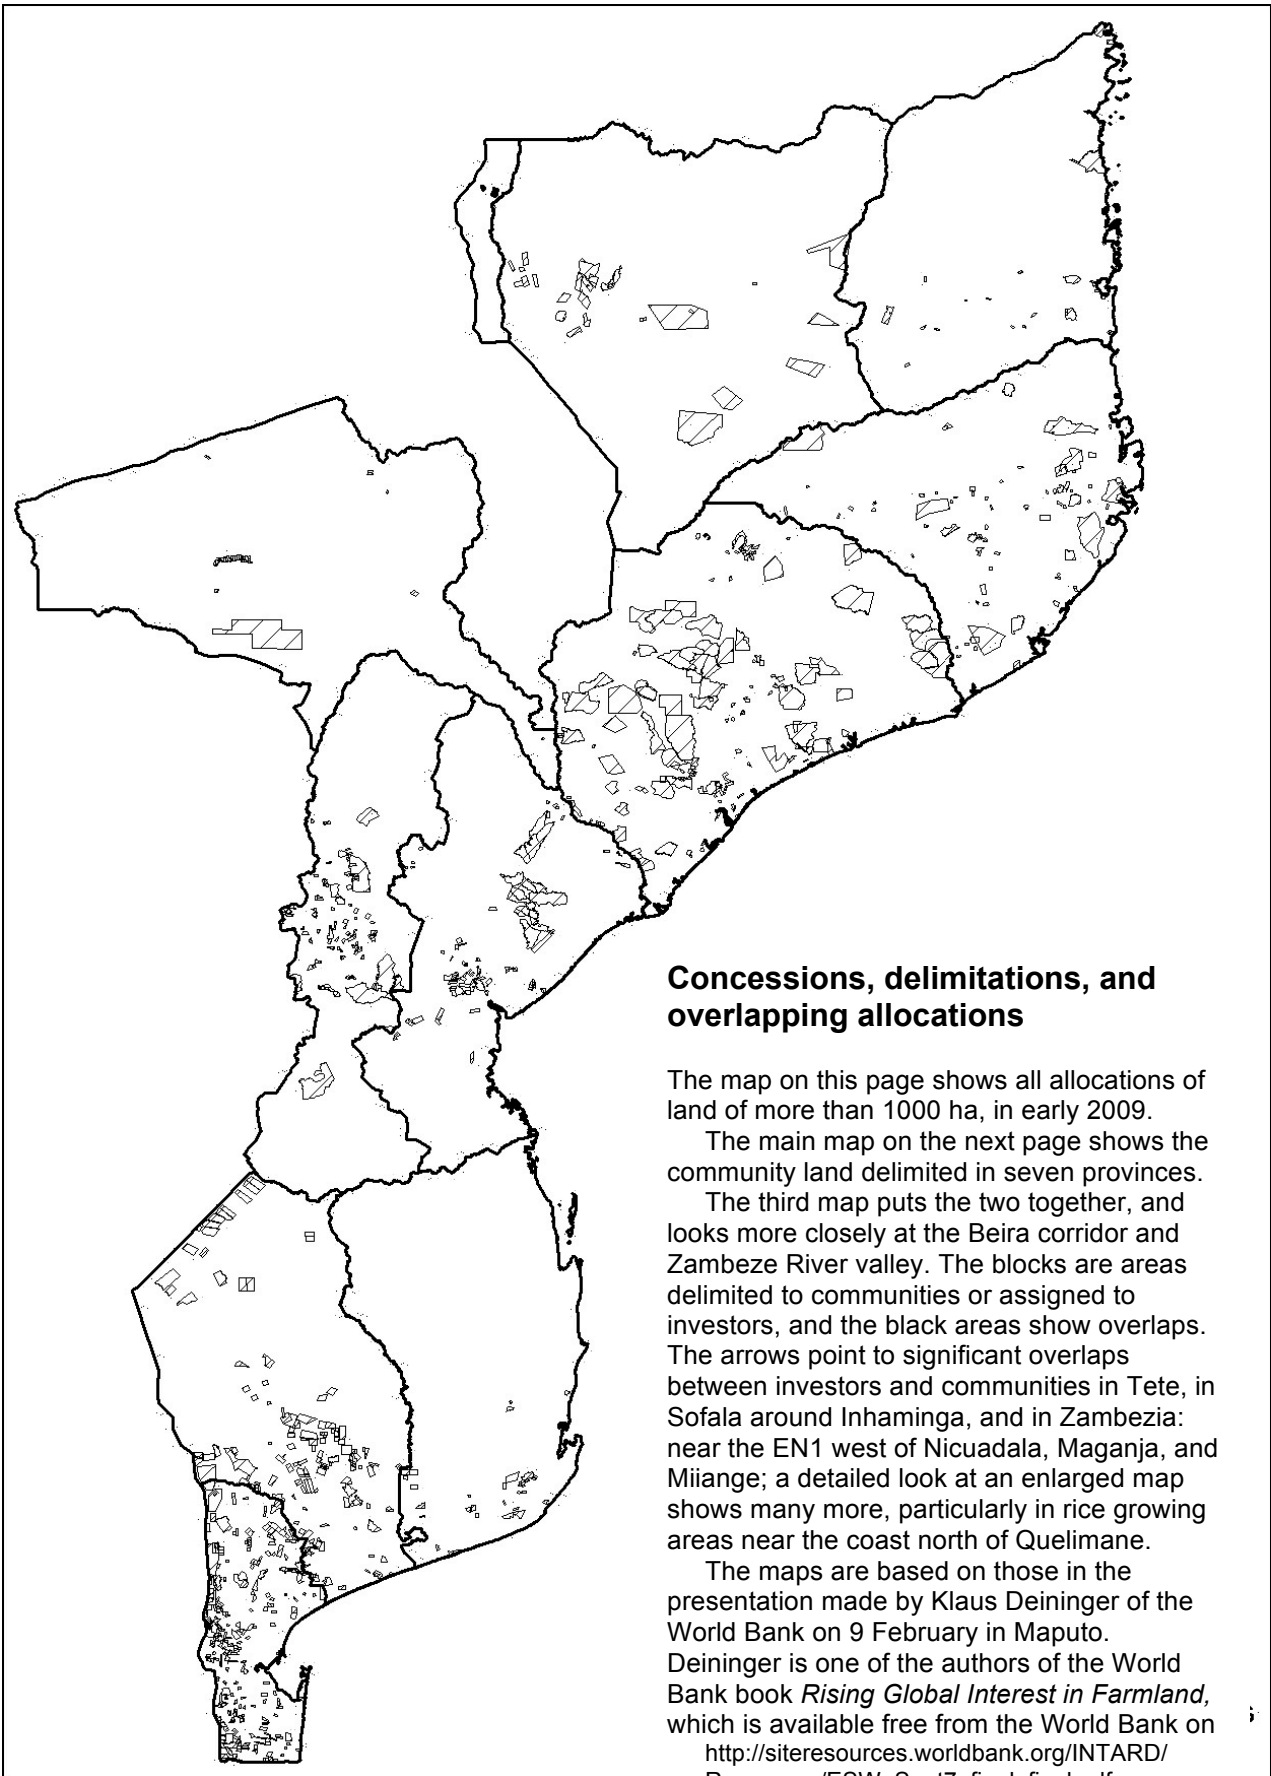 Concessions, delimitations, and
overlapping allocations
The map on this page shows all allocations of
land of more than 1000 ha, in early 2009.
The main map on the next page shows the
community land delimited in seven provinces.
The third map puts the two together, and
looks more closely at the Beira corridor and
Zambeze River valley. The blocks are areas
delimited to communities or assigned to
investors, and the black areas show overlaps.
The arrows point to significant overlaps
between investors and communities in Tete, in
Sofala around Inhaminga, and in Zambezia:
near the EN1 west of Nicuadala, Maganja, and
Miiange; a detailed look at an enlarged map
shows many more, particularly in rice growing
areas near the coast north of Quelimane.
The maps are based on those in the
presentation made by Klaus Deininger of the
World Bank on 9 February in Maputo.
Deininger is one of the authors of the World
Bank book Rising Global Interest in Farmland,
which is available free from the World Bank on
http://siteresources.worldbank.org/INTARD/